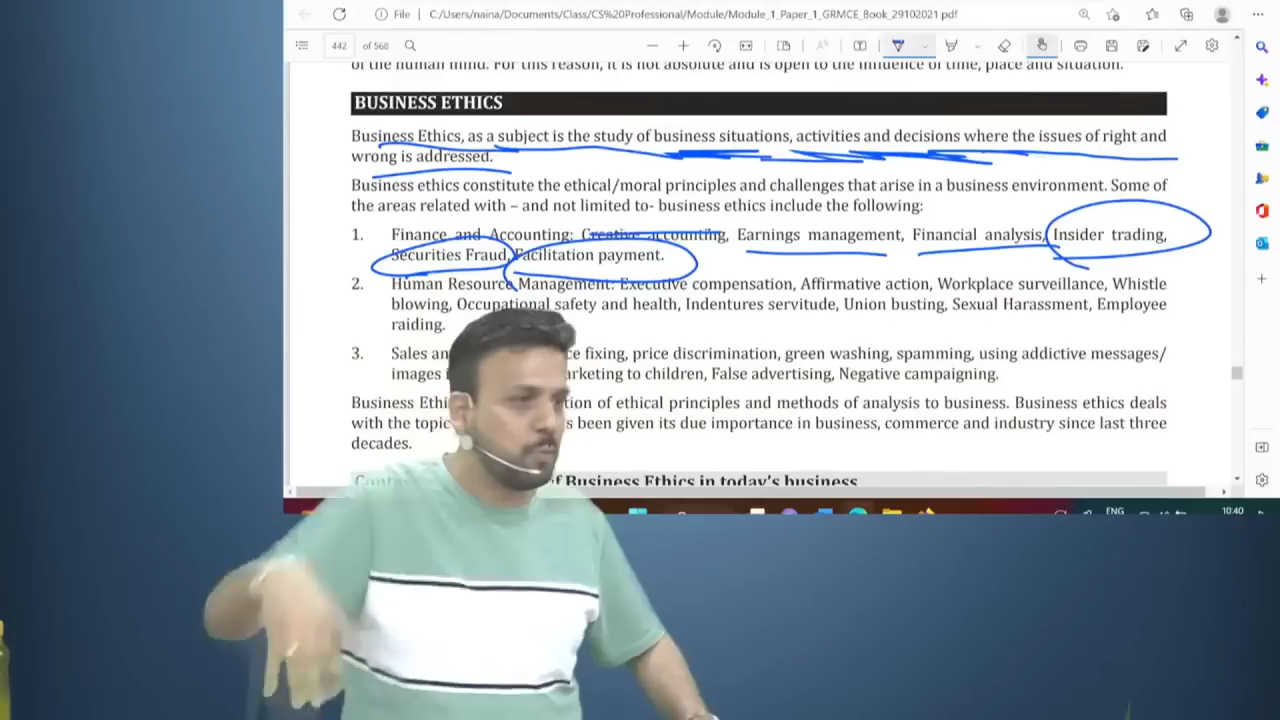 File C:/Users/naina/Documents/Class/CS%20Professional/Module/Module_1_Paper_1_GRMCE_Book_29102021.pdf
442 of 560
of the human mind. For this reason, it is not absolute and is open to the influence of time, place and situation.
BUSINESS ETHICS
Business Ethics, as a subject is the study of business situations, activities and decisions where the issues of right and
wrong is addressed.
Business ethics constitute the ethical/moral principles and challenges that arise in a business environment. Some of
the areas related with – and not limited to- business ethics include the following:
1. Finance and Accounting: Creative accounting, Earnings management, Financial analysis, Insider trading,
Securities Fraud, Facilitation payment.
2. Human Resource Management: Executive compensation, Affirmative action, Workplace surveillance, Whistle
blowing, Occupational safety and health, Indentures servitude, Union busting, Sexual Harassment, Employee
raiding.
3. Sales an ce fixing, price discrimination, green washing, spamming, using addictive messages/
images i arketing to children, False advertising, Negative campaigning.
Business Ethi tion of ethical principles and methods of analysis to business. Business ethics deals
with the topic s been given its due importance in business, commerce and industry since last three
decades.
of Business Ethics in today's business
ENG
10:40